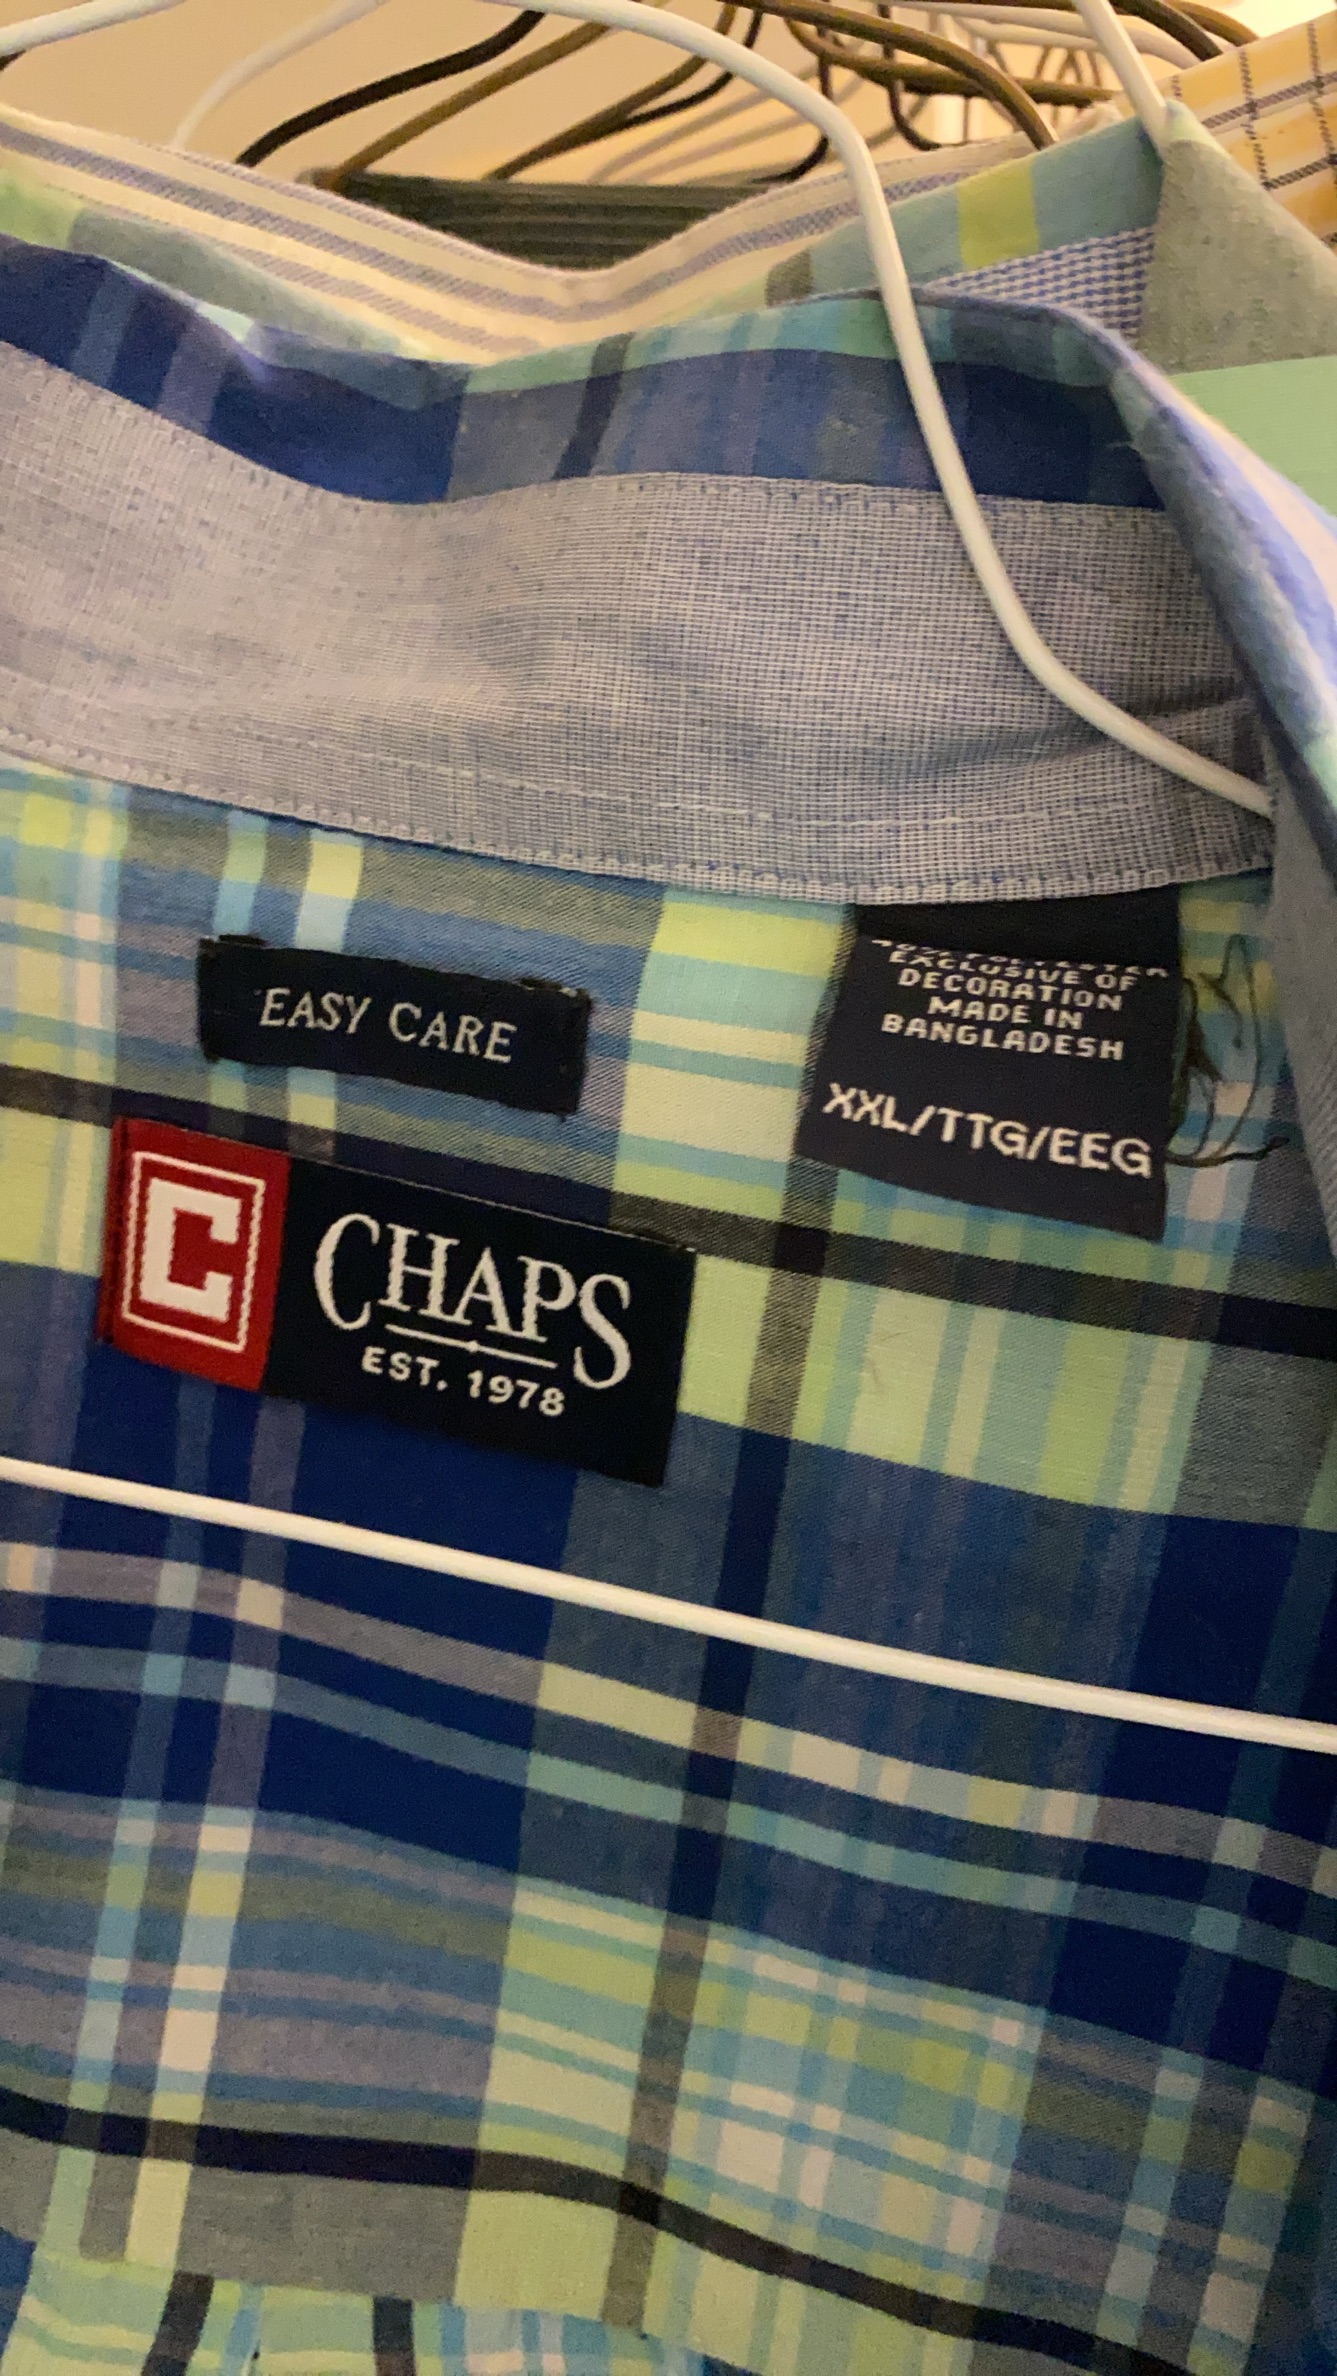 EXCLUSIVE OF
DECORATION
MADE IN
BANGLADESH
XXL/TTG/EEG
EASY CARE
C
CHAPS
EST. 1978